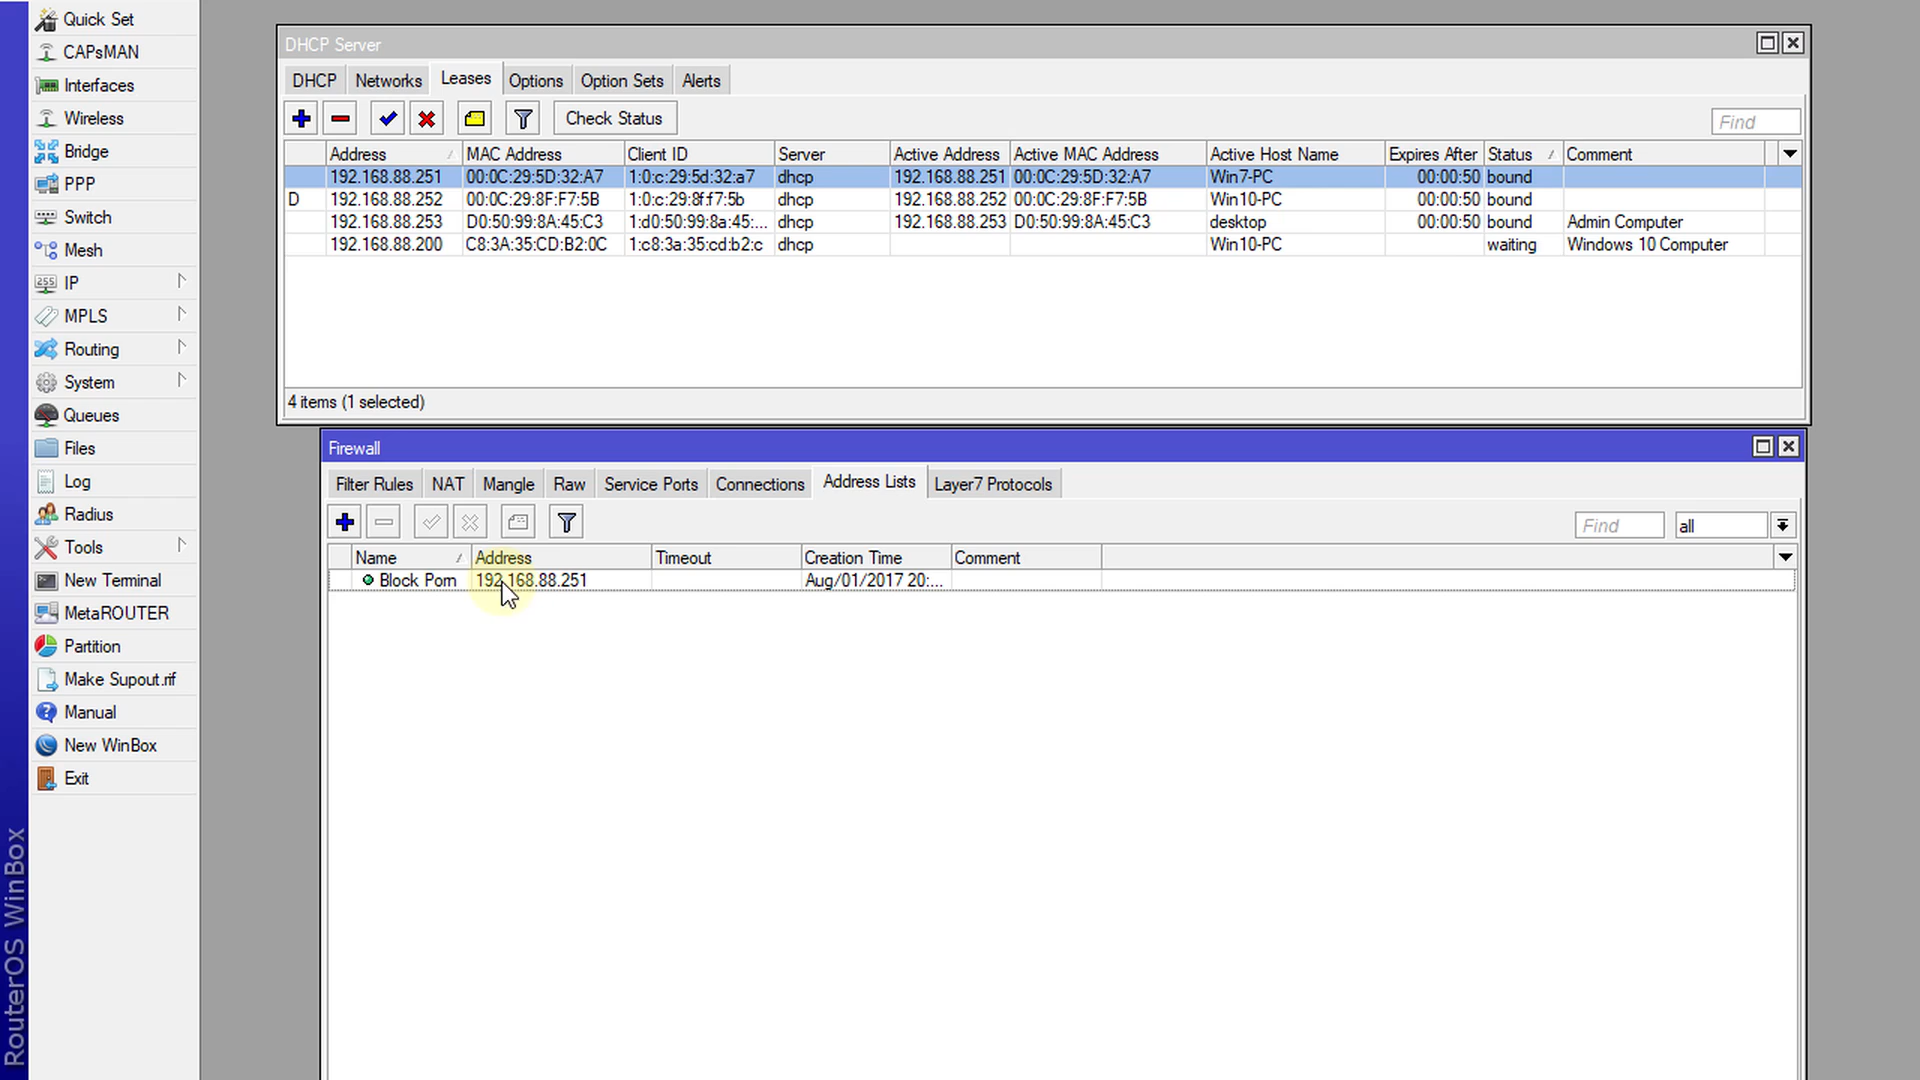 Quick Set
CAPsMAN
Interfaces
Wireless
Bridge
PPP
Switch
Mesh
255 IP
MPLS
Routing
System
Queues
Files
Log
Radius
Tools
New Terminal
MetaROUTER
Partition
Make Supout.rif
Manual
New WinBox
Exit
RouterOS WinBox
DHCP Server
DHCP Networks Leases Options Option Sets Alerts
Check Status Find
Address MAC Address Client ID Server Active Address Active MAC Address Active Host Name Expires After Status Comment
192.168.88.251 00:0C:29:5D:32:A7 1:0:c:29:5d:32:a7 dhcp 192.168.88.251 00:0C:29:5D:32:A7 Win7-PC 00:00:50 bound
D 192.168.88.252 00:0C:29:8F:F7:5B 1:0:c:29:8f:f7:5b dhcp 192.168.88.252 00:0C:29:8F:F7:5B Win10-PC 00:00:50 bound
192.168.88.253 D0:50:99:8A:45:C3 1:d0:50:99:8a:45:... dhcp 192.168.88.253 D0:50:99:8A:45:C3 desktop 00:00:50 bound Admin Computer
192.168.88.200 C8:3A:35:CD:B2:0C 1:c8:3a:35:cd:b2:c dhcp Win10-PC waiting Windows 10 Computer
4 items (1 selected)
Firewall
Filter Rules NAT Mangle Raw Service Ports Connections Address Lists Layer7 Protocols
Find all
Name Address Timeout Creation Time Comment
Block Porn 192.168.88.251 Aug/01/2017 20:...